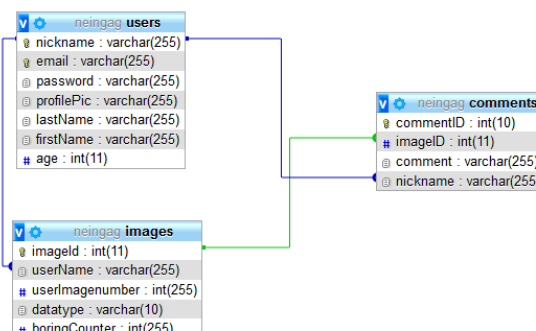 v neingag users
nickname : varchar(255)
email : varchar(255)
password : varchar(255)
profilePic : varchar(255)
lastName : varchar(255)
firstName : varchar(255)
# age : int(11)
v neingag comments
commentID : int(10)
# imageID : int(11)
comment : varchar(255)
nickname : varchar(255
v neingag images
imageId : int(11)
userName : varchar(255)
# userImagenumber : int(255)
datatype : varchar(10)
# boringCounter : int(255)